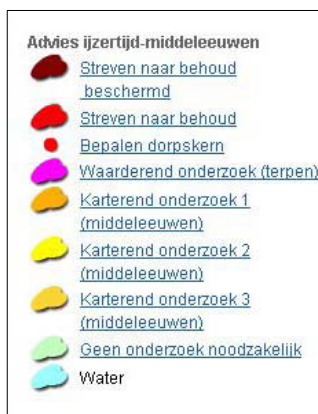 Advies ijzertijd-middeleeuwen
Streven naar behoud
beschermd
Streven naar behoud
Bepalen dorpskern
Waarderend onderzoek (terpen)
Karterend onderzoek 1
(middeleeuwen)
Karterend onderzoek 2
(middeleeuwen)
Karterend onderzoek 3
(middeleeuwen)
Geen onderzoek noodzakelijk
Water